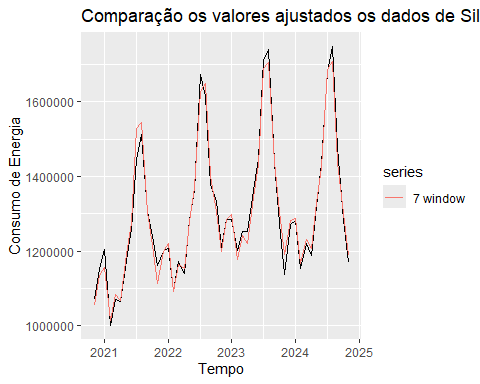 Comparação os valores ajustados os dados de Sil
Consumo de Energia
1600000
1400000
1200000
1000000
2021
2022
2023
2024
2025
Tempo
series
7 window